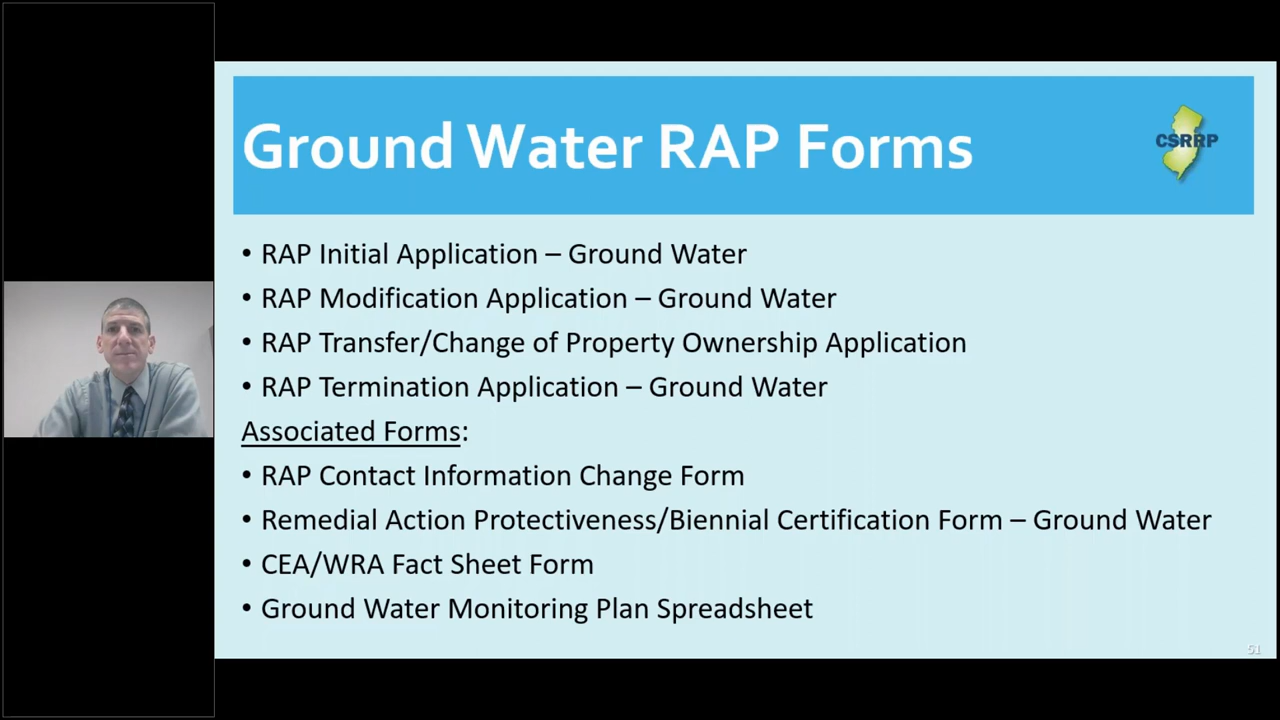 Ground Water RAP Forms
CSRRP
• RAP Initial Application – Ground Water
• RAP Modification Application – Ground Water
• RAP Transfer/Change of Property Ownership Application
• RAP Termination Application – Ground Water
Associated Forms:
• RAP Contact Information Change Form
• Remedial Action Protectiveness/Biennial Certification Form – Ground Water
• CEA/WRA Fact Sheet Form
• Ground Water Monitoring Plan Spreadsheet
51